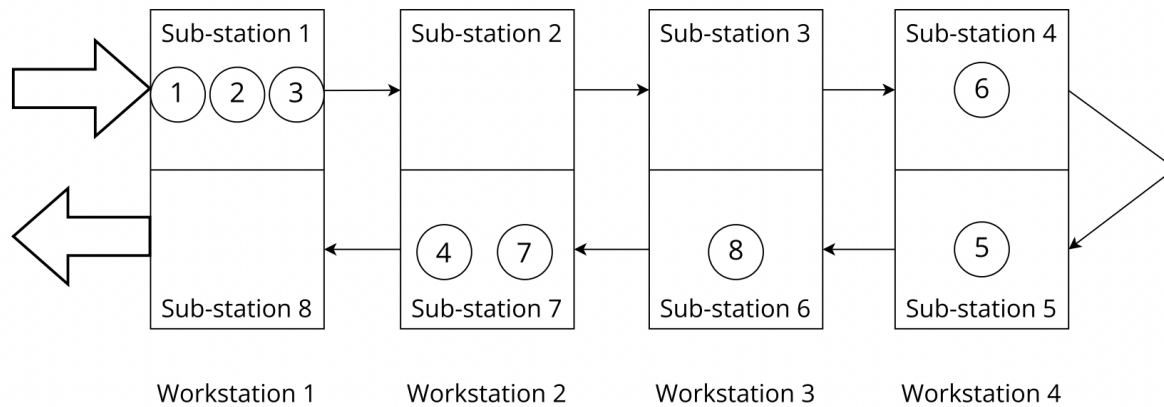 Sub-station 1 Sub-station 2 Sub-station 3 Sub-station 4
1 2 3 6
4 7 8 5
Sub-station 8 Sub-station 7 Sub-station 6 Sub-station 5
Workstation 1 Workstation 2 Workstation 3 Workstation 4